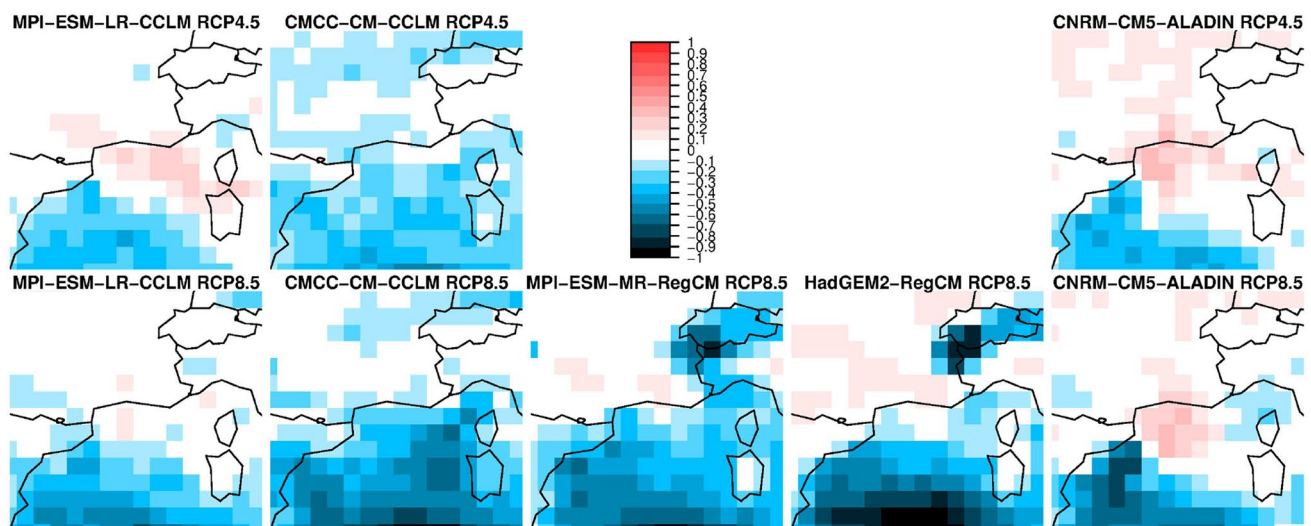 MPI−ESM−LR−CCLM RCP4.5
CMCC−CM−CCLM RCP4.5
CNRM−CM5−ALADIN RCP4.5
1
0.9
0.8
0.7
0.6
0.5
0.4
0.3
0.2
0.1
0
−0.1
−0.2
−0.3
−0.4
−0.5
−0.6
−0.7
−0.8
−0.9
−1
MPI−ESM−LR−CCLM RCP8.5
CMCC−CM−CCLM RCP8.5
MPI−ESM−MR−RegCM RCP8.5
HadGEM2−RegCM RCP8.5
CNRM−CM5−ALADIN RCP8.5